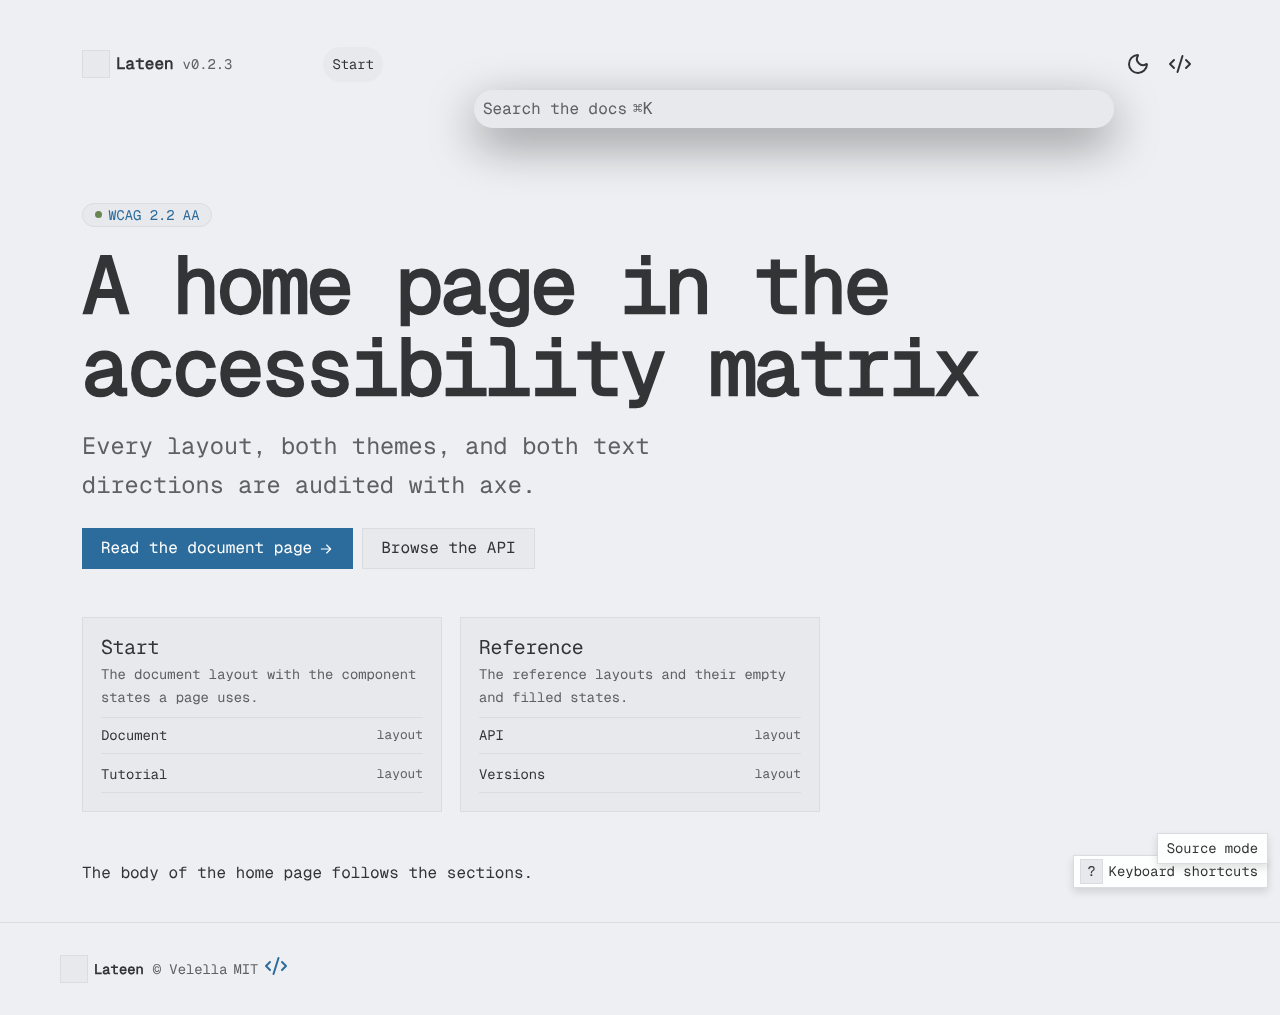 Lateen v0.2.3
Start
Search the docs ⌘K
WCAG 2.2 AA
A home page in the
accessibility matrix
Every layout, both themes, and both text
directions are audited with axe.
Read the document page →
Browse the API
Start
The document layout with the component
states a page uses.
Document layout
Tutorial layout
Reference
The reference layouts and their empty
and filled states.
API layout
Versions layout
The body of the home page follows the sections.
Source mode
? Keyboard shortcuts
Lateen © Velella MIT